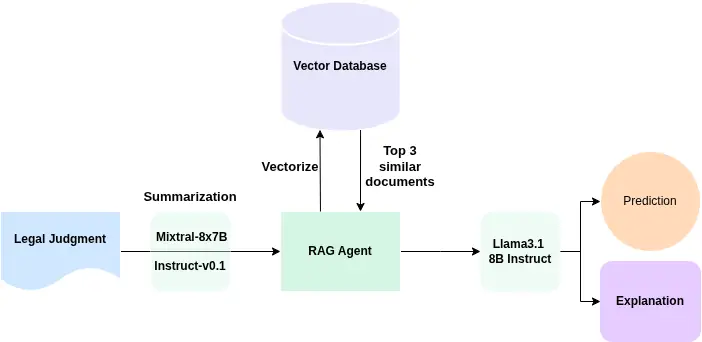 Vector Database
Vectorize
Top 3
similar
documents
Summarization
Legal Judgment
Mixtral-8x7B
Instruct-v0.1
RAG Agent
Llama3.1
8B Instruct
Prediction
Explanation